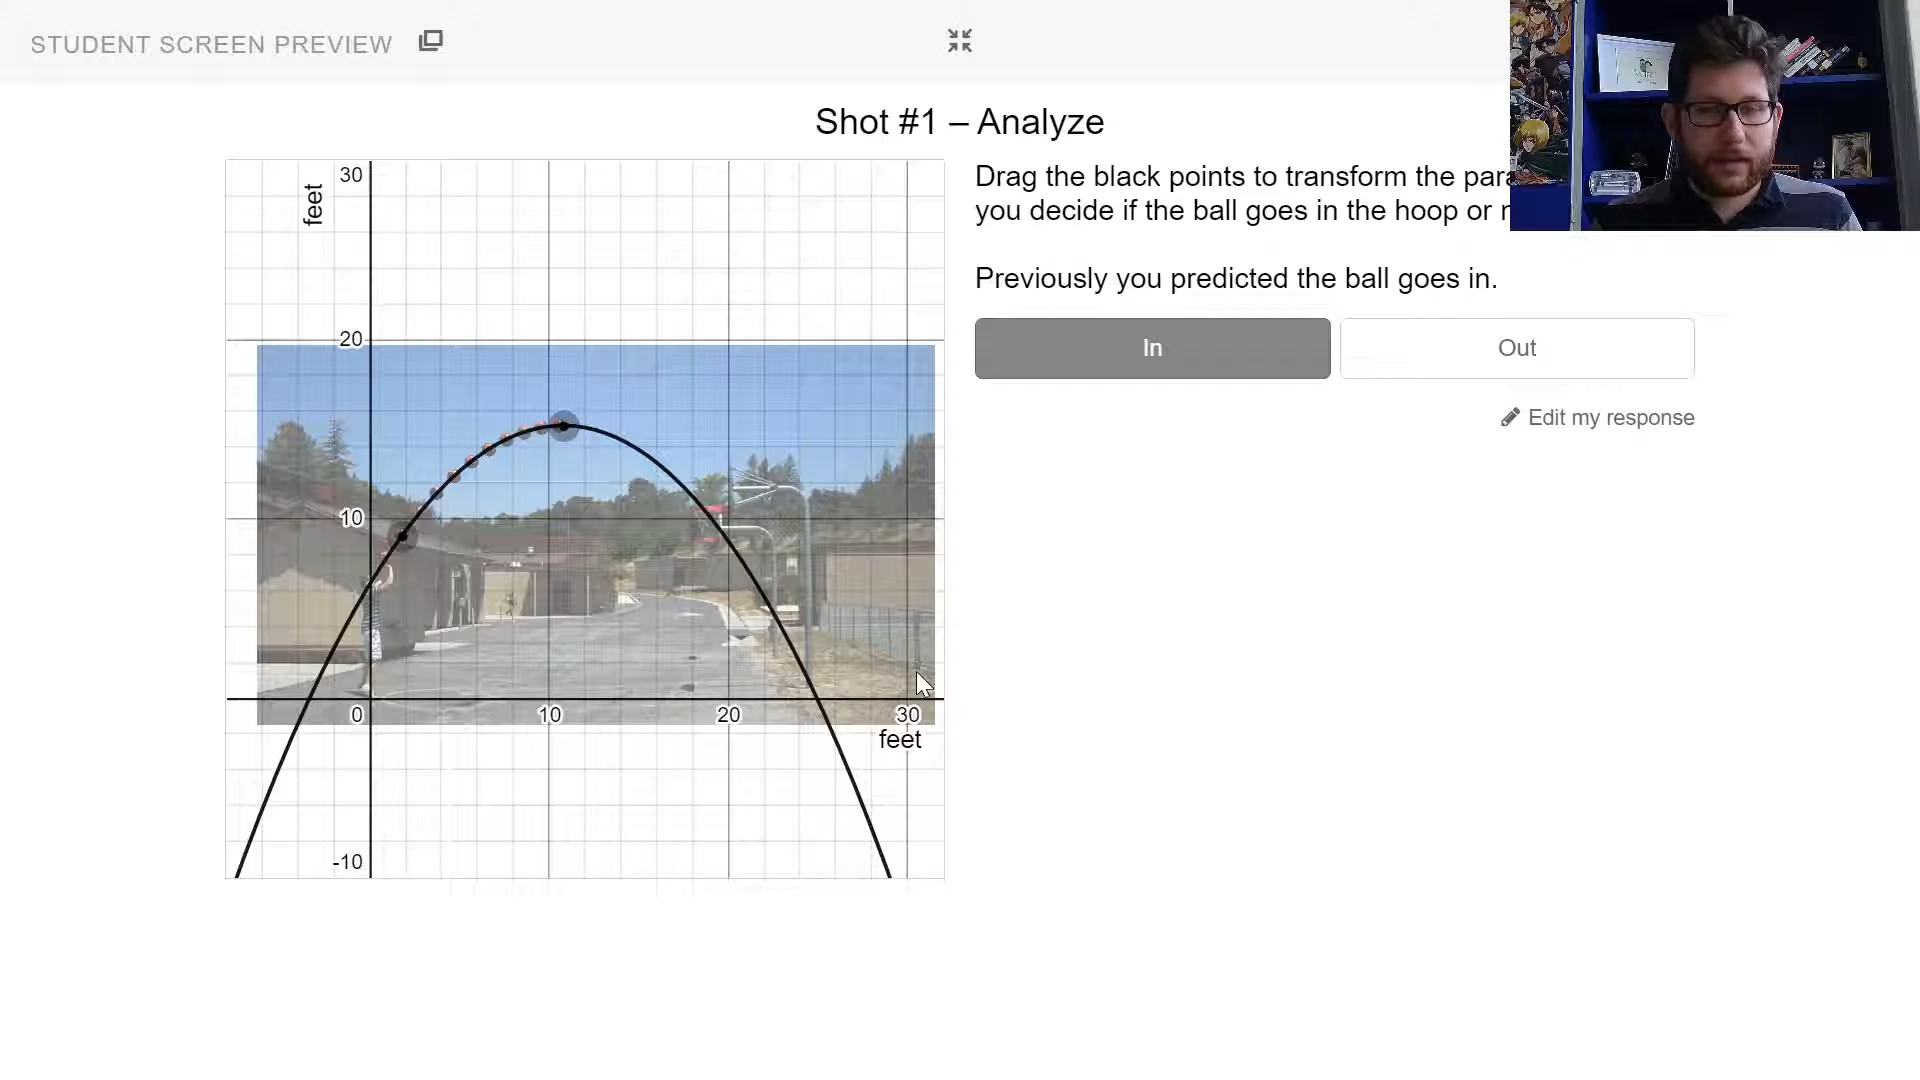 STUDENT SCREEN PREVIEW
Shot #1 – Analyze
Drag the black points to transform the
you decide if the ball goes in the hoop or
Previously you predicted the ball goes in.
In
Out
Edit my response
30
feet
20
10
0
10
20
30
feet
-10